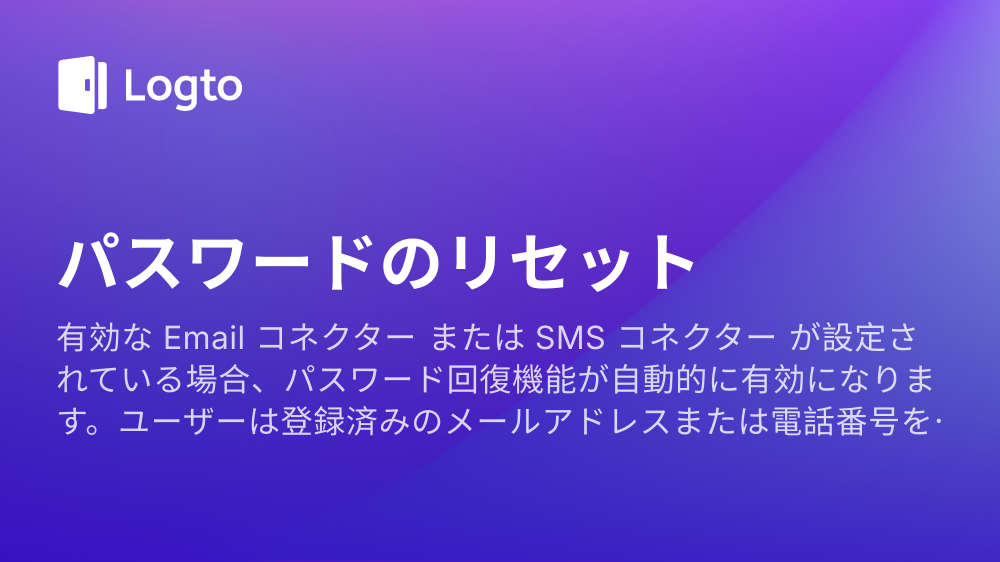 Logto
パスワードのリセット
有効な Email コネクター または SMS コネクター が設定さ
れている場合、パスワード回復機能が自動的に有効になりま
す。ユーザーは登録済みのメールアドレスまたは電話番号を·